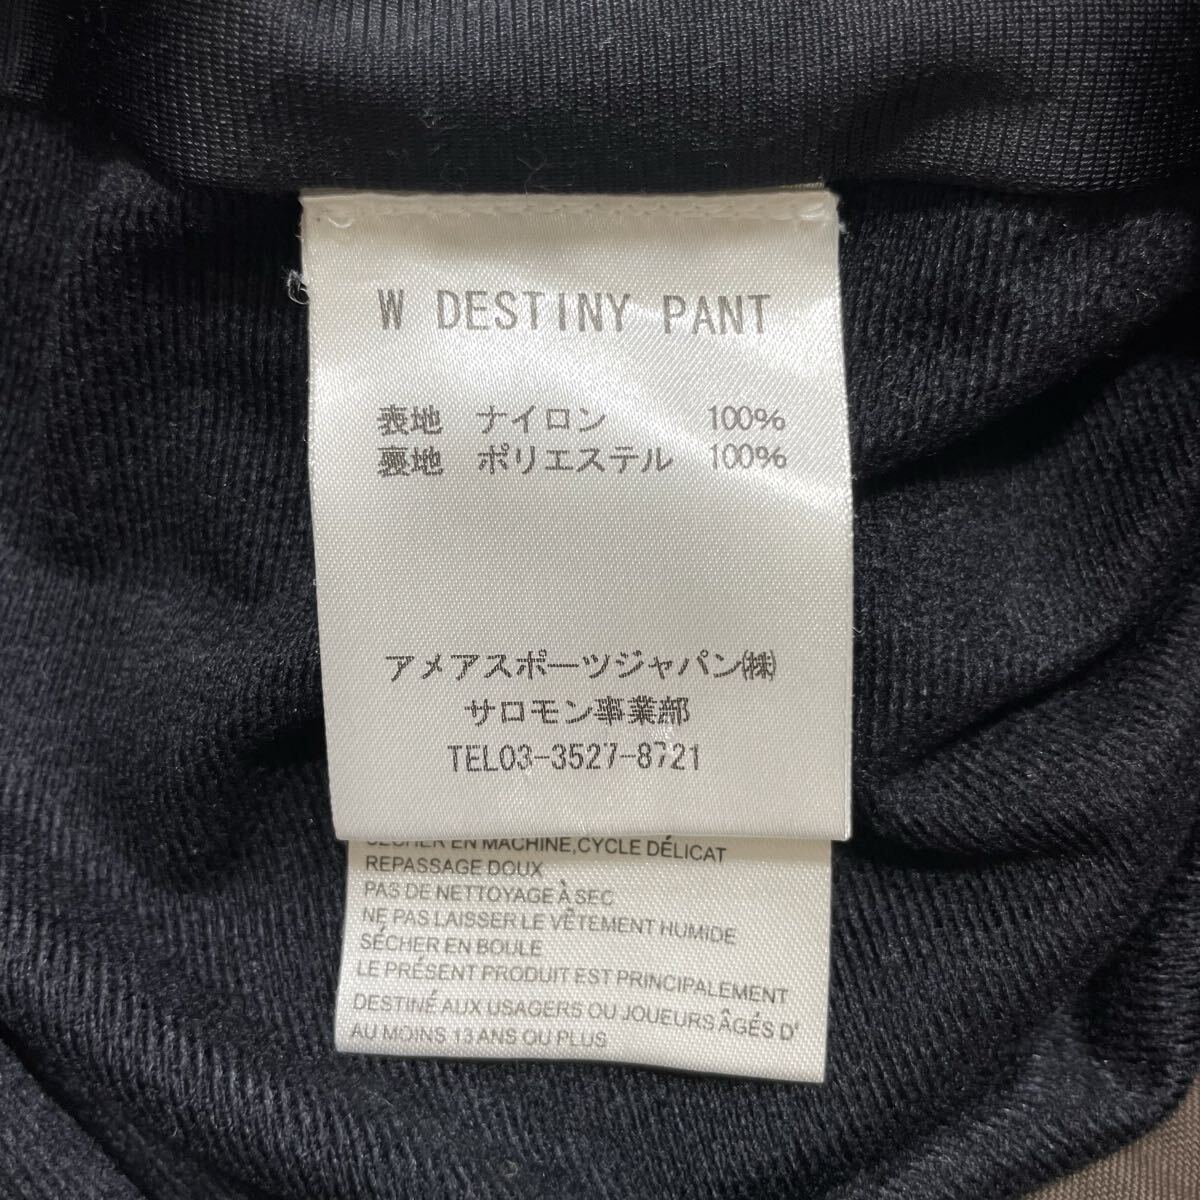 W DESTINY PANT
表地 ナイロン 100%
裏地 ポリエステル 100%
アメアスポーツジャパン㈱
サロモン事業部
TEL03-3527-8721
SÉCHER EN MACHINE,CYCLE DÉLICAT
REPASSAGE DOUX
PAS DE NETTOYAGE À SEC
NE PAS LAISSER LE VÊTEMENT HUMIDE
SÉCHER EN BOULE
LE PRÉSENT PRODUIT EST PRINCIPALEMENT
DESTINÉ AUX USAGERS OU JOUEURS ÂGÉS D'
AU MOINS 13 ANS OU PLUS